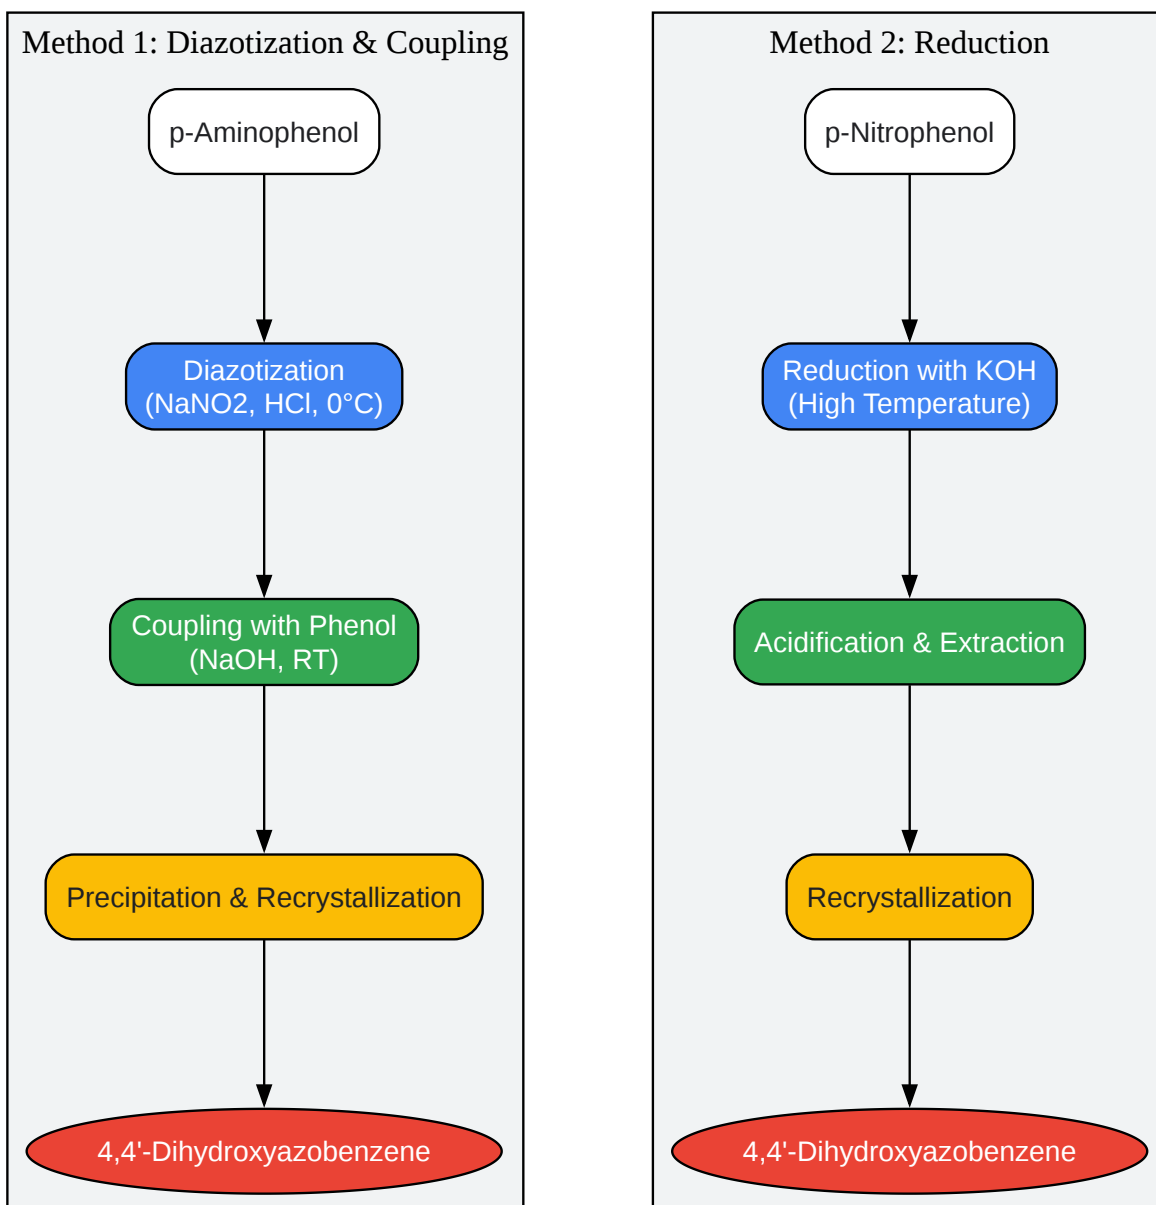 Method 1: Diazotization & Coupling
p-Aminophenol
Diazotization
(NaNO2, HCl, 0°C)
Coupling with Phenol
(NaOH, RT)
Precipitation & Recrystallization
4,4'-Dihydroxyazobenzene
Method 2: Reduction
p-Nitrophenol
Reduction with KOH
(High Temperature)
Acidification & Extraction
Recrystallization
4,4'-Dihydroxyazobenzene